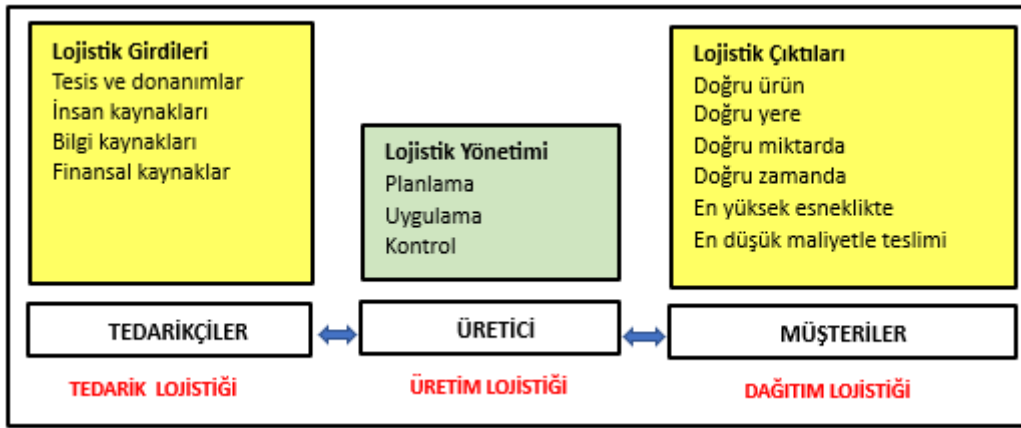 Lojistik Girdileri
Tesis ve donanımlar
İnsan kaynakları
Bilgi kaynakları
Finansal kaynaklar
Lojistik Yönetimi
Planlama
Uygulama
Kontrol
Lojistik Çıktıları
Doğru ürün
Doğru yere
Doğru miktarda
Doğru zamanda
En yüksek esneklikte
En düşük maliyetle teslimi
TEDARİKÇİLER
ÜRETİCİ
MÜŞTERİLER
TEDARİK LOJİSTİĞİ
ÜRETİM LOJİSTİĞİ
DAĞITIM LOJİSTİĞİ